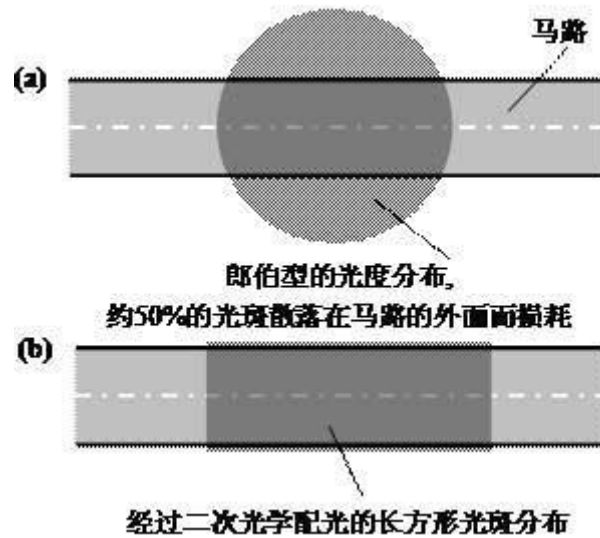 马路
(a)
郎伯型的光度分布,
约50%的光斑散落在马路的外面面损耗
(b)
经过二次光学配光的长方形光斑分布